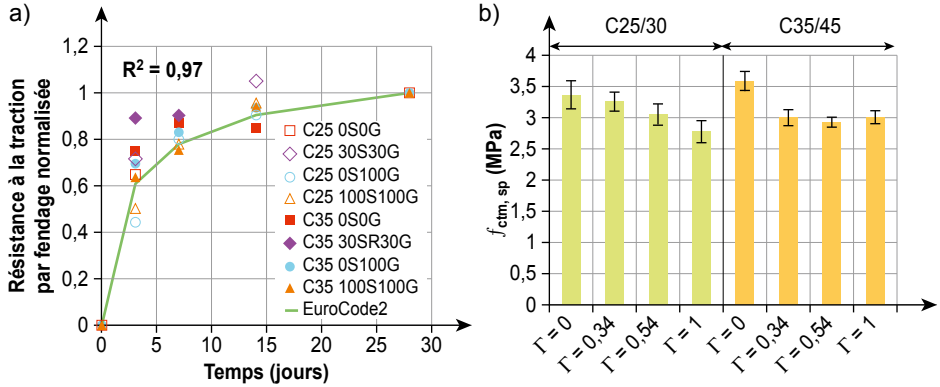 a)
Résistance à la traction
par fendage normalisée
1,2
1
0,8
0,6
0,4
0,2
0
R² = 0,97
C25 0S0G
C25 30S30G
C25 0S100G
C25 100S100G
C35 0S0G
C35 30SR30G
C35 0S100G
C35 100S100G
EuroCode2
0 5 10 15 20 25 30
Temps (jours)
b)
C25/30 C35/45
f_ctm, sp (MPa)
4
3,5
3
2,5
2
1,5
1
0,5
0
Γ = 0
Γ = 0,34
Γ = 0,54
Γ = 1
Γ = 0
Γ = 0,34
Γ = 0,54
Γ = 1